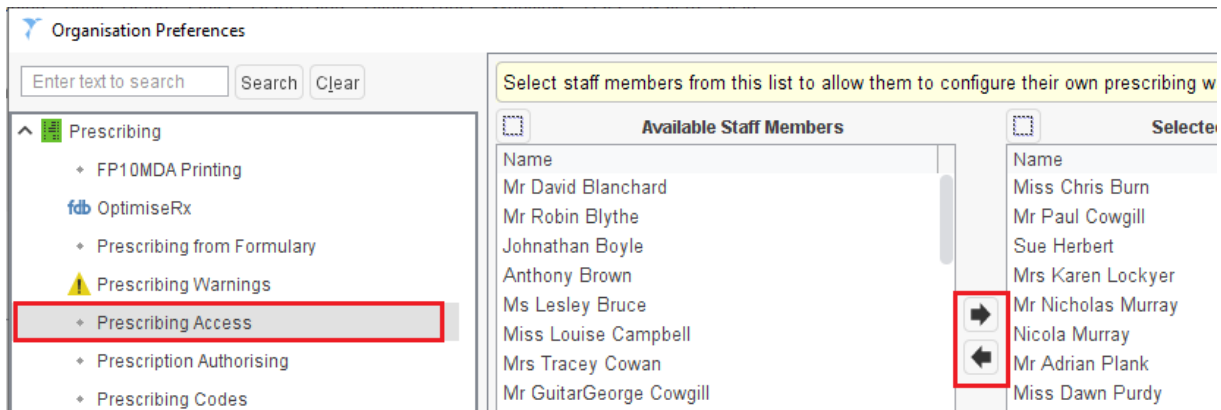 Organisation Preferences
Enter text to search Search Clear
Select staff members from this list to allow them to configure their own prescribing w
Prescribing
FP10MDA Printing
fdb OptimiseRx
Prescribing from Formulary
Prescribing Warnings
Prescribing Access
Prescription Authorising
Prescribing Codes
Available Staff Members
Name
Mr David Blanchard
Mr Robin Blythe
Johnathan Boyle
Anthony Brown
Ms Lesley Bruce
Miss Louise Campbell
Mrs Tracey Cowan
Mr GuitarGeorge Cowgill
Selected
Name
Miss Chris Burn
Mr Paul Cowgill
Sue Herbert
Mrs Karen Lockyer
Mr Nicholas Murray
Nicola Murray
Mr Adrian Plank
Miss Dawn Purdy